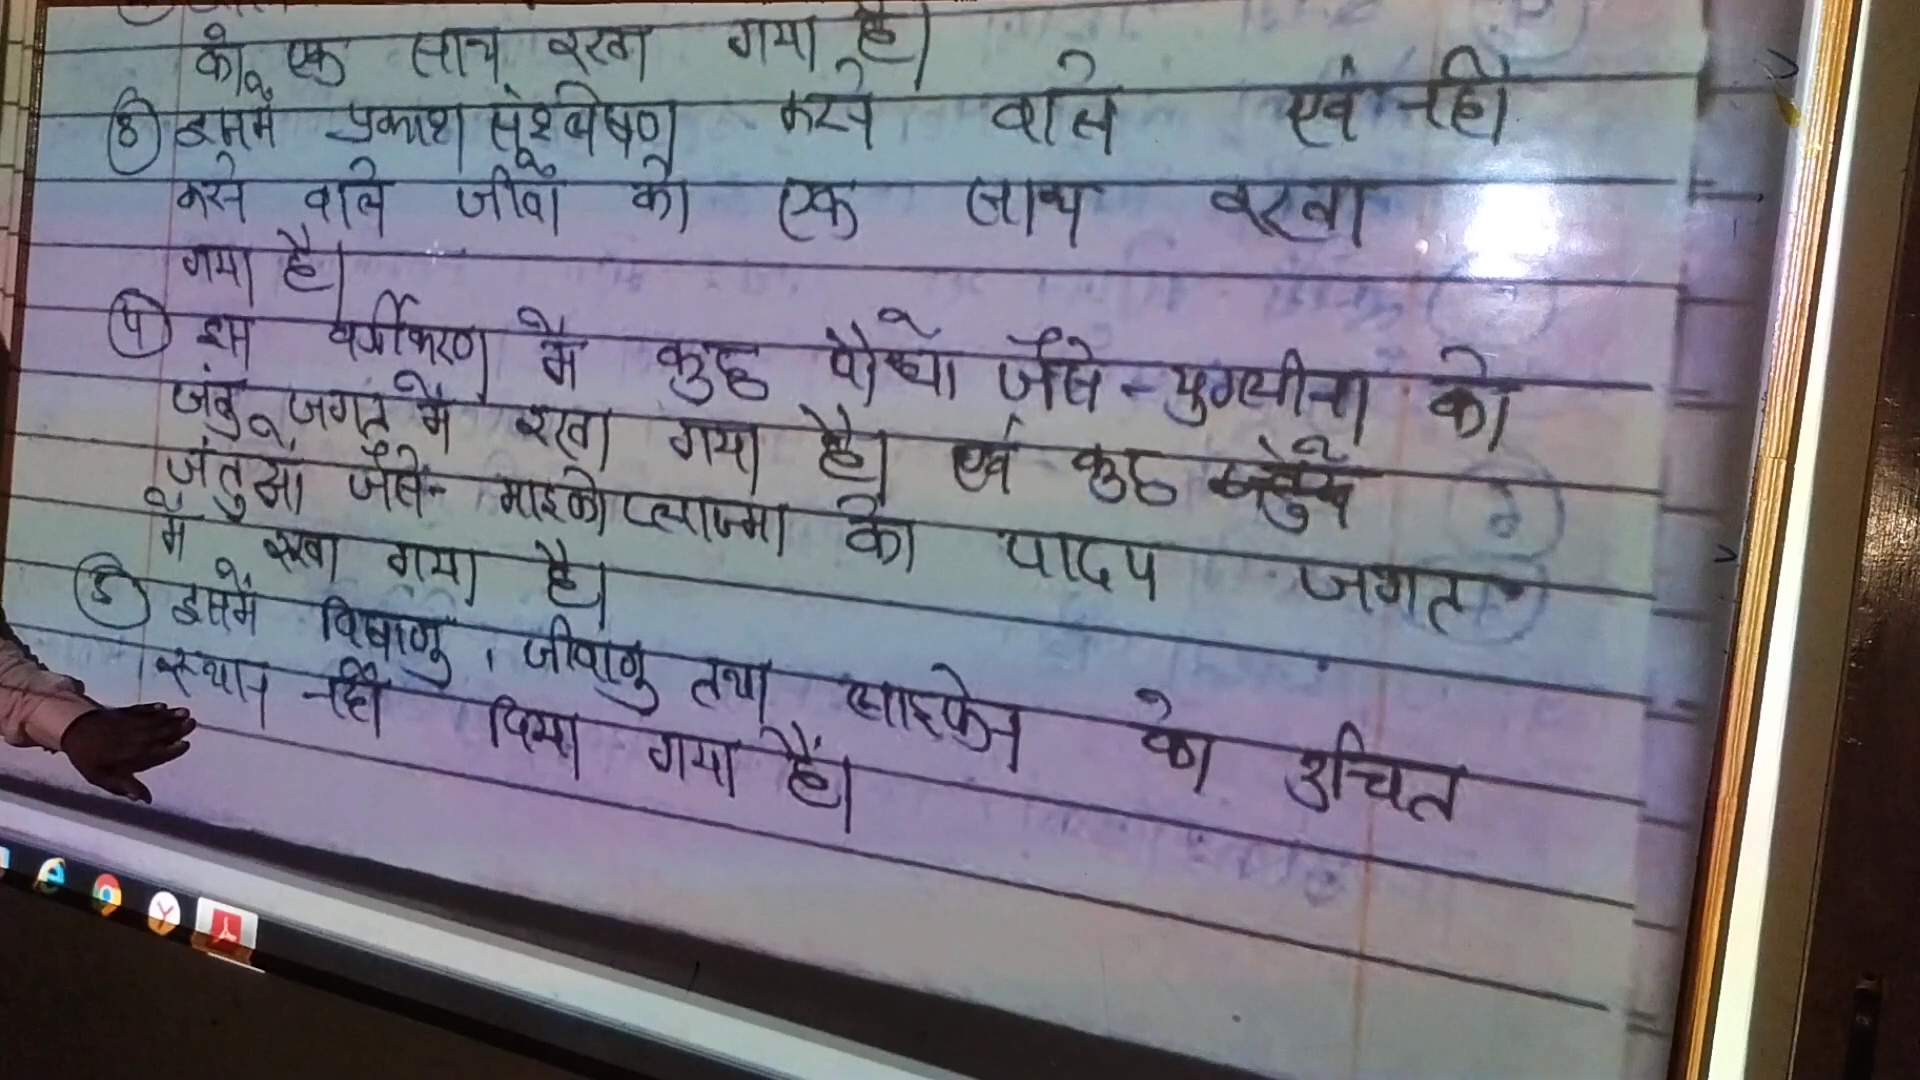 को एक साथ रखा गया है।
③ इसमें प्रकाश संश्लेषण करने वाले एवं नही
करने वाले जीवों को एक साथ रखा
गया है।
④ इस वर्गीकरण में कुछ पौधों जैसे - युग्लीना को
जंतु जगत में रखा गया है। एवं कुछ
जंतुओं जैसे- माइकोप्लाज्मा को पादप जगत
में रखा गया है।
⑤ इसमें विषाणु, जीवाणु तथा लाइकेन को उचित
स्थान नही दिया गया हैं।